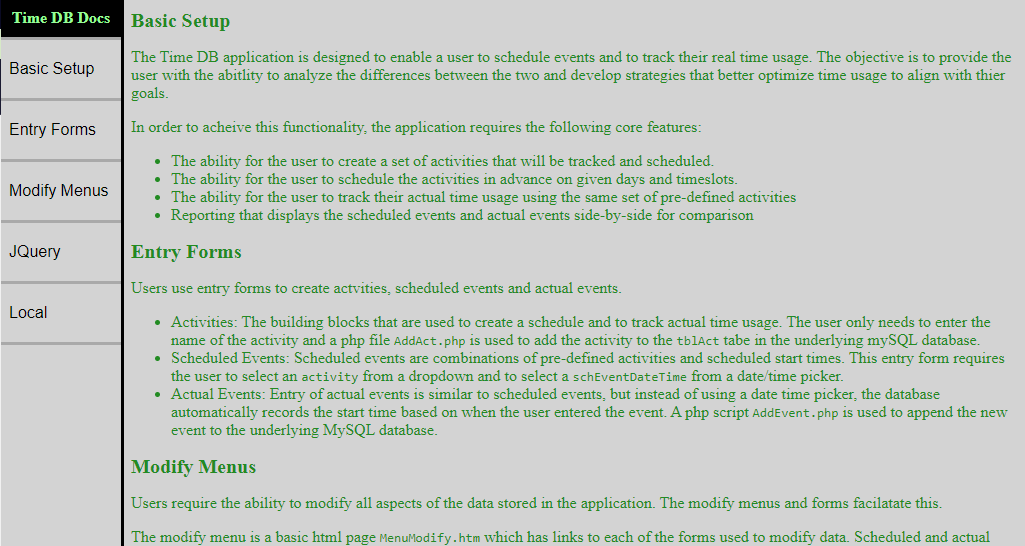 Time DB Docs
Basic Setup
Entry Forms
Modify Menus
JQuery
Local
Basic Setup
The Time DB application is designed to enable a user to schedule events and to track their real time usage. The objective is to provide the
user with the abitlity to analyze the differences between the two and develop strategies that better optimize time usage to align with thier
goals.
In order to acheive this functionality, the application requires the following core features:
• The ability for the user to create a set of activities that will be tracked and scheduled.
• The ability for the user to schedule the activities in advance on given days and timeslots.
• The ability for the user to track their actual time usage using the same set of pre-defined activities
• Reporting that displays the scheduled events and actual events side-by-side for comparison
Entry Forms
Users use entry forms to create actvities, scheduled events and actual events.
• Activities: The building blocks that are used to create a schedule and to track actual time usage. The user only needs to enter the
name of the activity and a php file AddAct.php is used to add the activity to the tblAct tabe in the underlying mySQL database.
• Scheduled Events: Scheduled events are combinations of pre-defined activities and scheduled start times. This entry form requires
the user to select an activity from a dropdown and to select a schEventDateTime from a date/time picker.
• Actual Events: Entry of actual events is similar to scheduled events, but instead of using a date time picker, the database
automatically records the start time based on when the user entered the event. A php script AddEvent.php is used to append the new
event to the underlying MySQL database.
Modify Menus
Users require the ability to modify all aspects of the data stored in the application. The modify menus and forms facilatate this.
The modify menu is a basic html page MenuModify.htm which has links to each of the forms used to modify data. Scheduled and actual